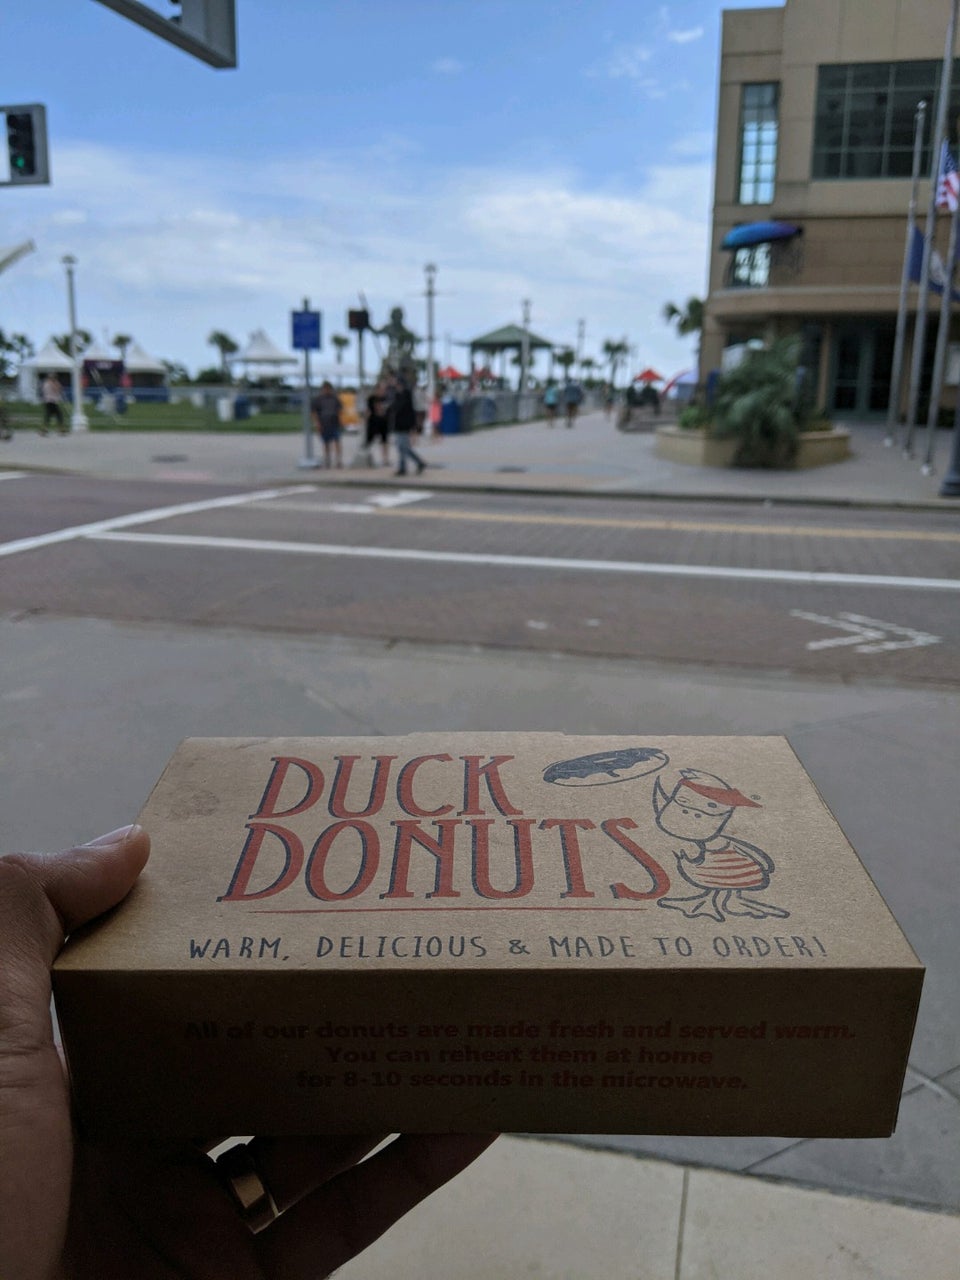 DUCK
DONUTS
®
WARM, DELICIOUS & MADE TO ORDER!
All of our donuts are made fresh and served warm.
You can reheat them at home
for 8-10 seconds in the microwave.